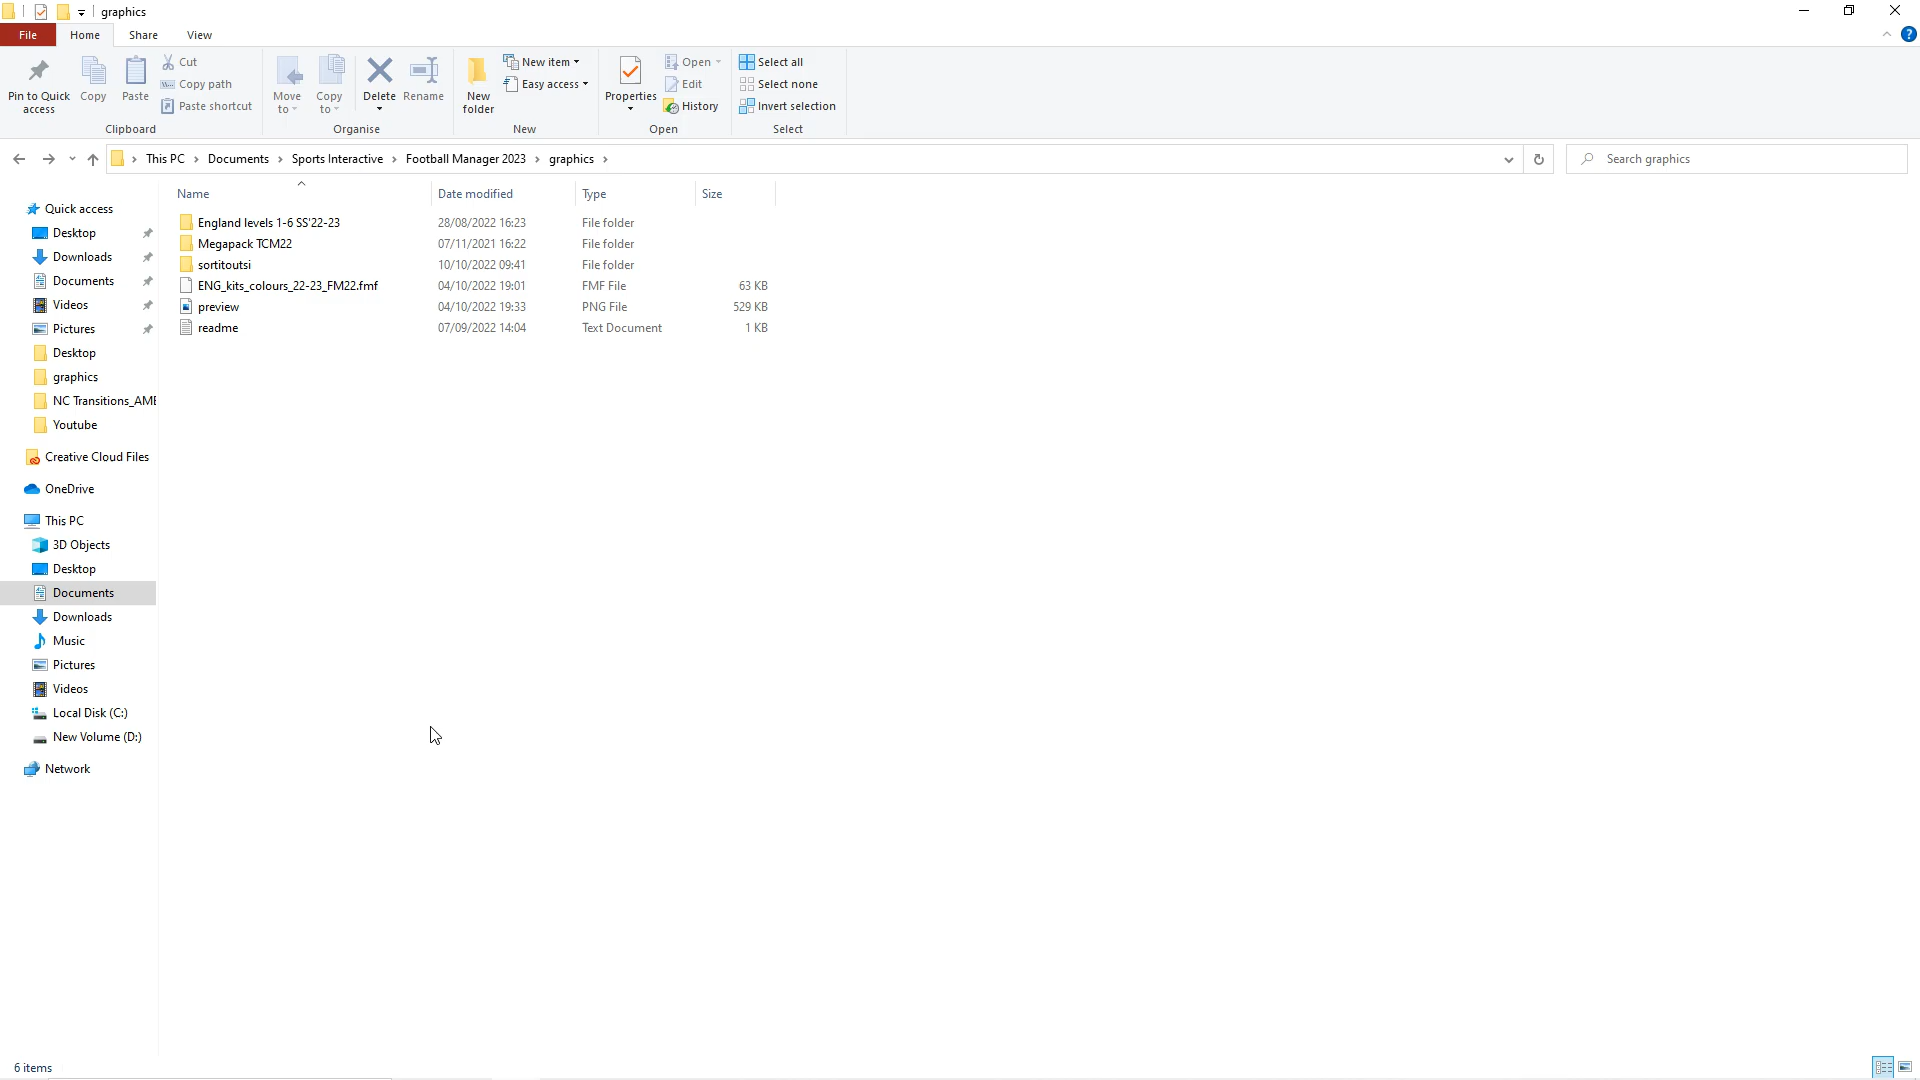 graphics
File Home Share View
Pin to Quick access
Copy
Paste
Cut
Copy path
Paste shortcut
Clipboard
Move to
Copy to
Delete
Rename
Organise
New folder
New item
Easy access
New
Properties
Open
Edit
History
Open
Select all
Select none
Invert selection
Select
This PC > Documents > Sports Interactive > Football Manager 2023 > graphics >
Search graphics
Name Date modified Type Size
England levels 1-6 SS'22-23 28/08/2022 16:23 File folder
Megapack TCM22 07/11/2021 16:22 File folder
sortitoutsi 10/10/2022 09:41 File folder
ENG_kits_colours_22-23_FM22.fmf 04/10/2022 19:01 FMF File 63 KB
preview 04/10/2022 19:33 PNG File 529 KB
readme 07/09/2022 14:04 Text Document 1 KB
Quick access
Desktop
Downloads
Documents
Videos
Pictures
Desktop
graphics
NC Transitions_AME
Youtube
Creative Cloud Files
OneDrive
This PC
3D Objects
Desktop
Documents
Downloads
Music
Pictures
Videos
Local Disk (C:)
New Volume (D:)
Network
6 items